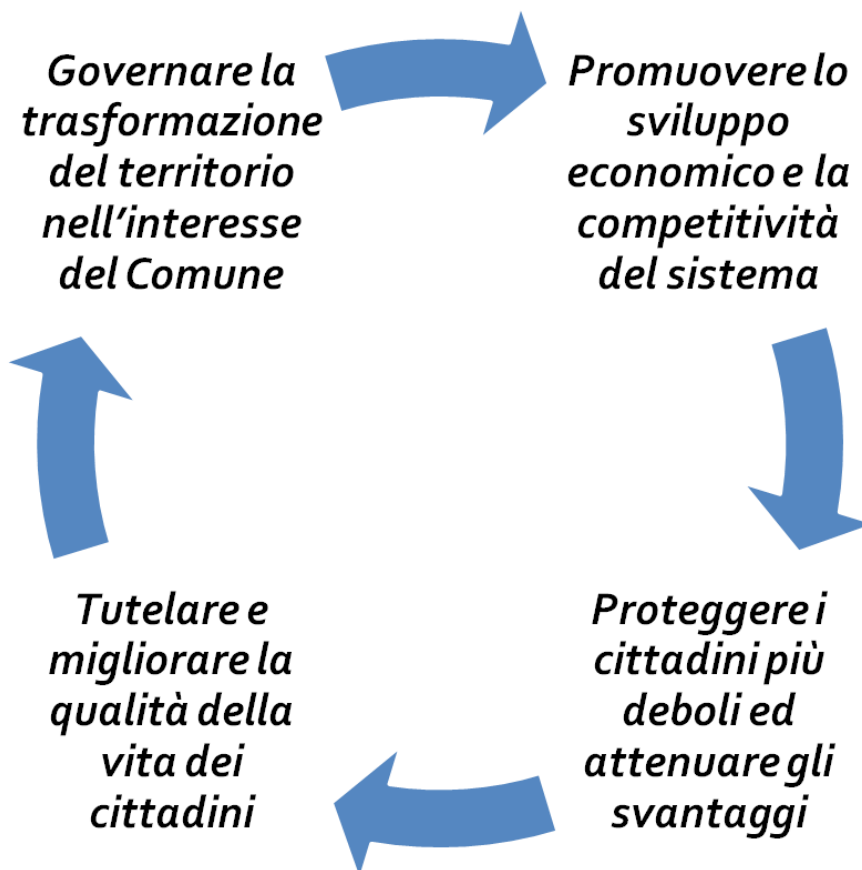 Governare la
trasformazione
del territorio
nell’interesse
del Comune
Promuovere lo
sviluppo
economico e la
competitività
del sistema
Proteggere i
cittadini più
deboli ed
attenuare gli
svantaggi
Tutelare e
migliorare la
qualità della
vita dei
cittadini